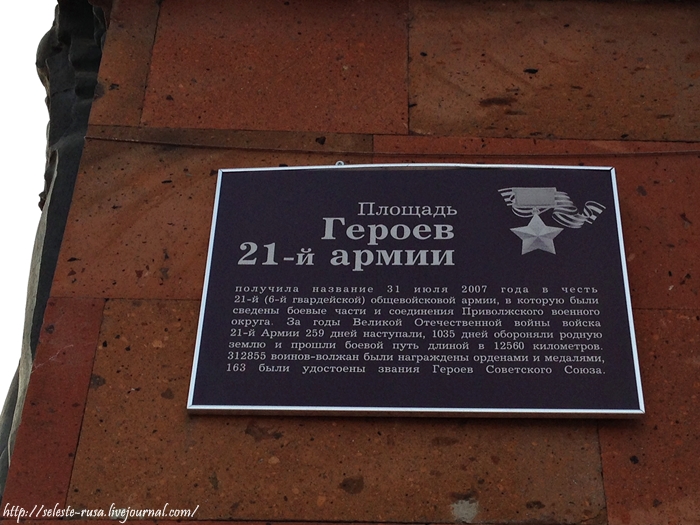 Площадь
Героев
21-й армии
получила название 31 июля 2007 года в честь
21-й (6-й гвардейской) общевойсковой армии, в которую были
сведены боевые части и соединения Приволжского военного
округа. За годы Великой Отечественной войны войска
21-й Армии 259 дней наступали, 1035 дней обороняли родную
землю и прошли боевой путь длиной в 12560 километров.
312855 воинов-волжан были награждены орденами и медалями,
163 были удостоены звания Героев Советского Союза.
http://seleste-rusa.livejournal.com/